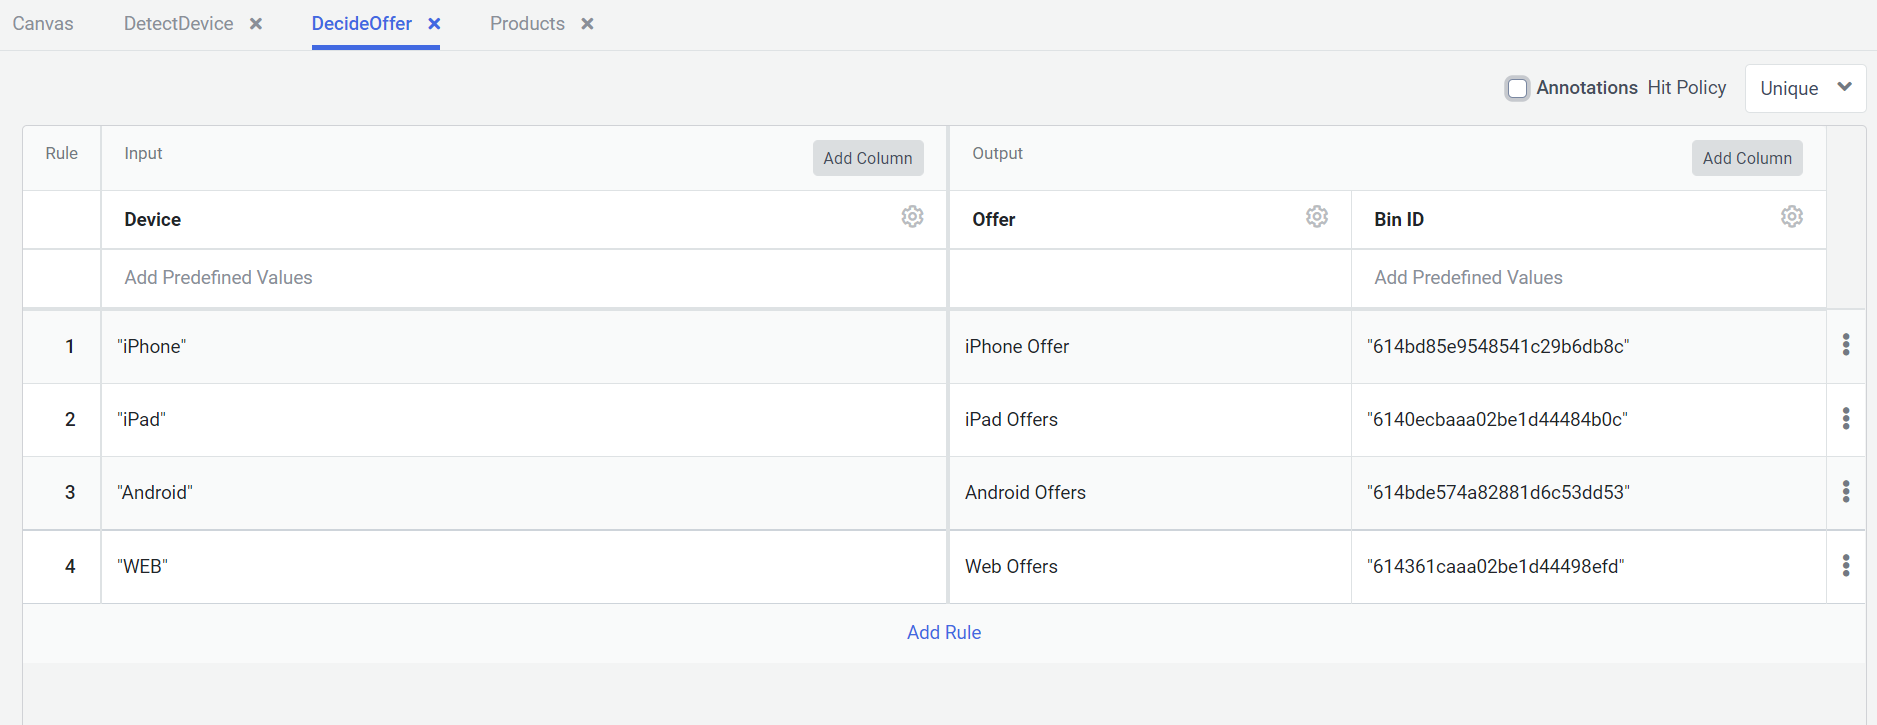 Canvas DetectDevice DecideOffer Products
Annotations Hit Policy Unique
Rule Input Add Column Output Add Column
Device Offer Bin ID
Add Predefined Values Add Predefined Values
1 "iPhone" iPhone Offer "614bd85e9548541c29b6db8c"
2 "iPad" iPad Offers "6140ecbaaa02be1d44484b0c"
3 "Android" Android Offers "614bde574a82881d6c53dd53"
4 "WEB" Web Offers "614361caaa02be1d44498efd"
Add Rule